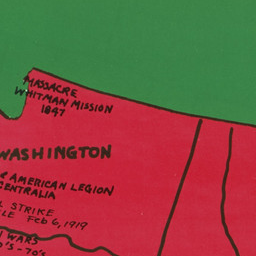 MASSACRE
WHITMAN MISSION
1847
WASHINGTON
AMERICAN LEGION
CENTRALIA
STRIKE
Feb. 6, 1919
WARS